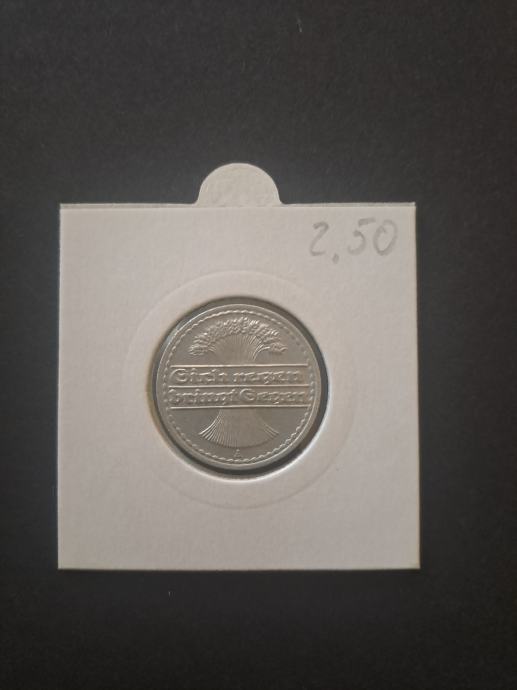 2,50
Sich regen
bringt Segen
A